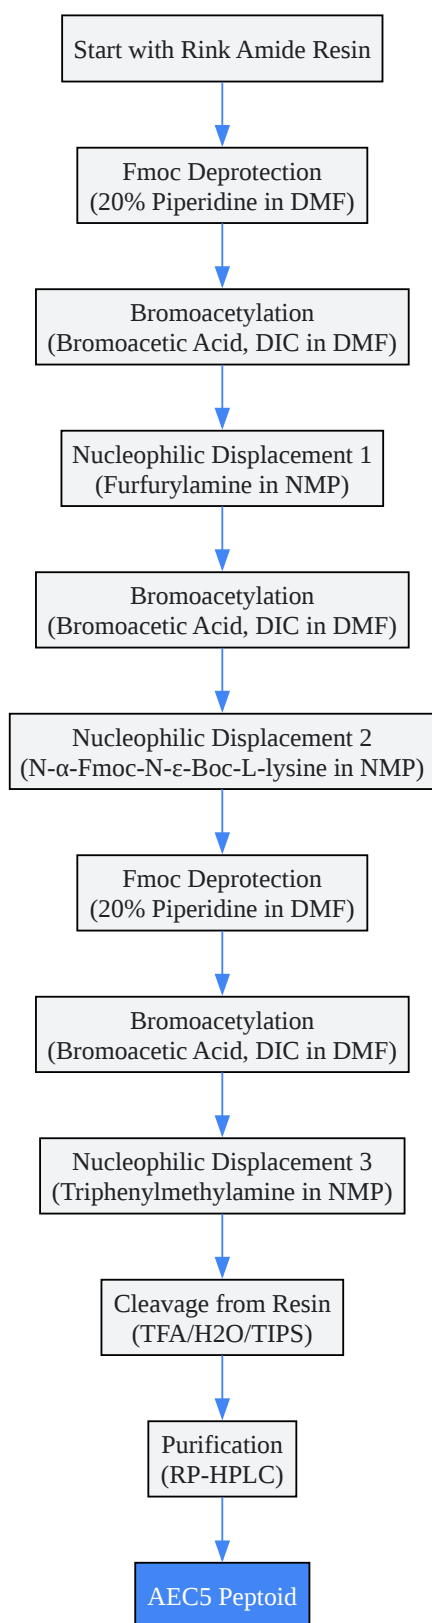 Start with Rink Amide Resin
Fmoc Deprotection
(20% Piperidine in DMF)
Bromoacetylation
(Bromoacetic Acid, DIC in DMF)
Nucleophilic Displacement 1
(Furfurylamine in NMP)
Bromoacetylation
(Bromoacetic Acid, DIC in DMF)
Nucleophilic Displacement 2
(N-α-Fmoc-N-ε-Boc-L-lysine in NMP)
Fmoc Deprotection
(20% Piperidine in DMF)
Bromoacetylation
(Bromoacetic Acid, DIC in DMF)
Nucleophilic Displacement 3
(Triphenylmethylamine in NMP)
Cleavage from Resin
(TFA/H2O/TIPS)
Purification
(RP-HPLC)
AEC5 Peptoid